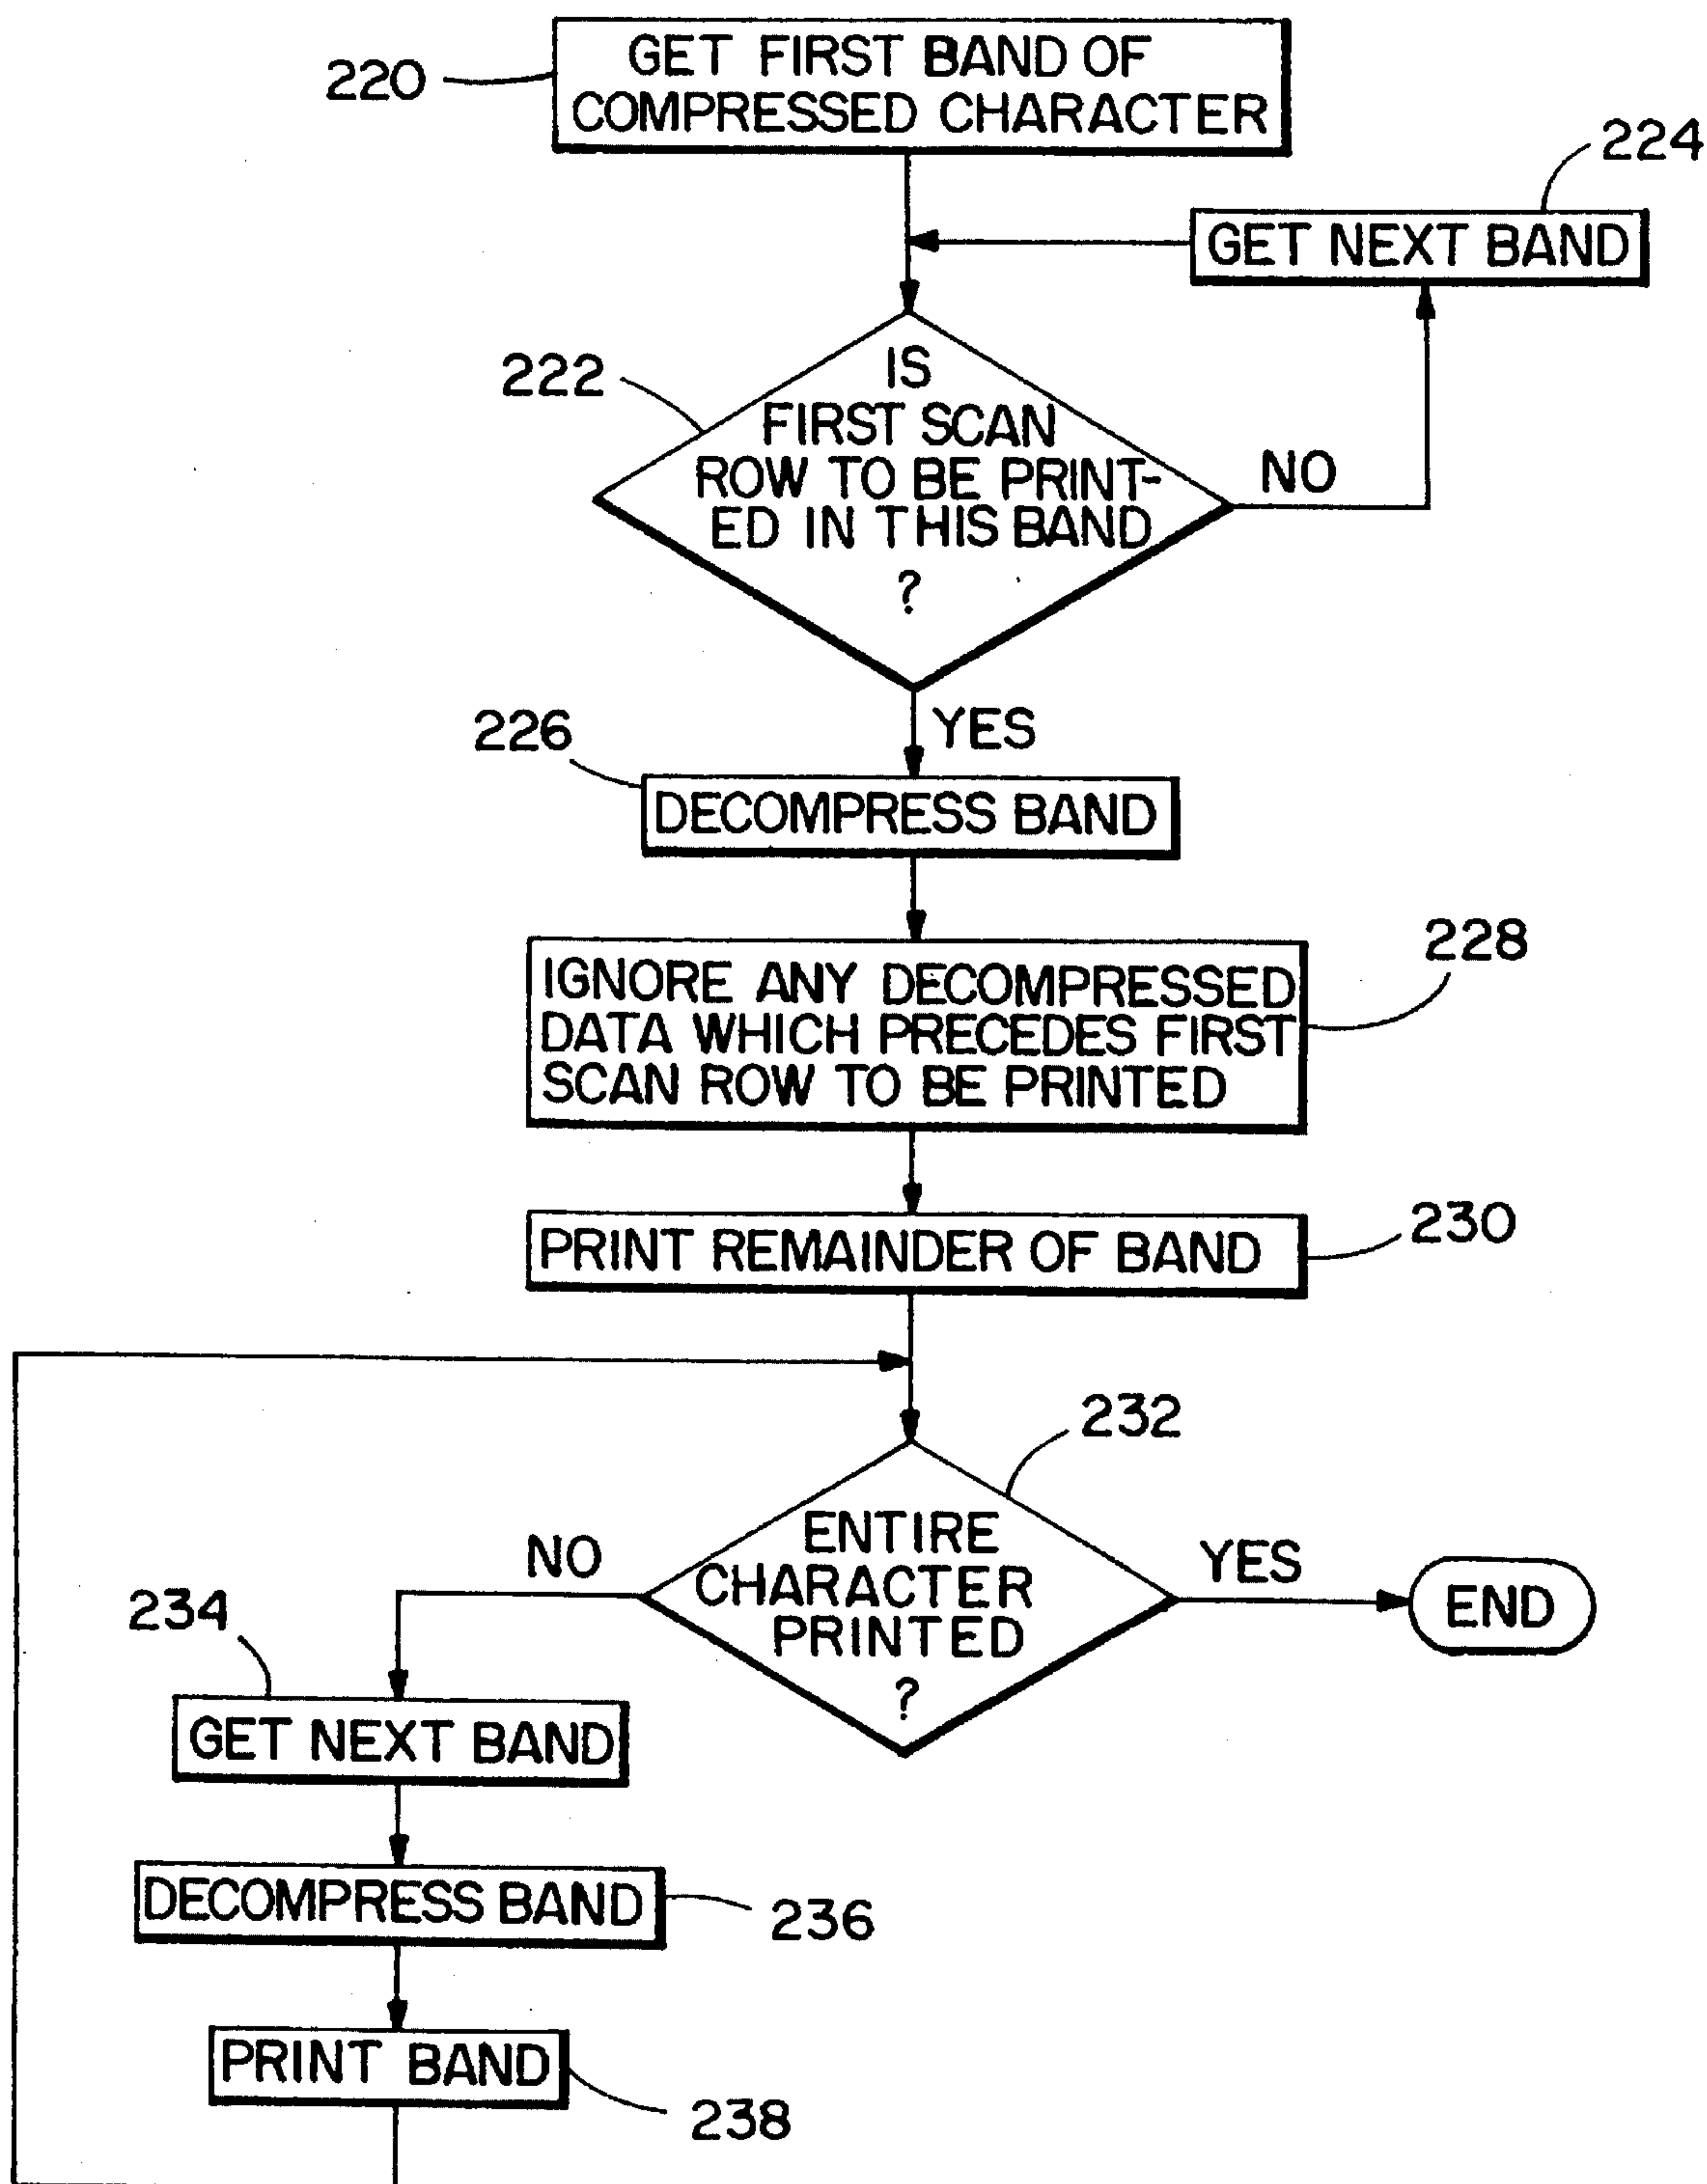 220
GET FIRST BAND OF
COMPRESSED CHARACTER
224
GET NEXT BAND
222
IS
FIRST SCAN
ROW TO BE PRINT-
ED IN THIS BAND
?
NO
YES
226
DECOMPRESS BAND
228
IGNORE ANY DECOMPRESSED
DATA WHICH PRECEDES FIRST
SCAN ROW TO BE PRINTED
PRINT REMAINDER OF BAND
230
232
ENTIRE
CHARACTER
PRINTED
?
NO
YES
END
234
GET NEXT BAND
DECOMPRESS BAND
236
PRINT BAND
238